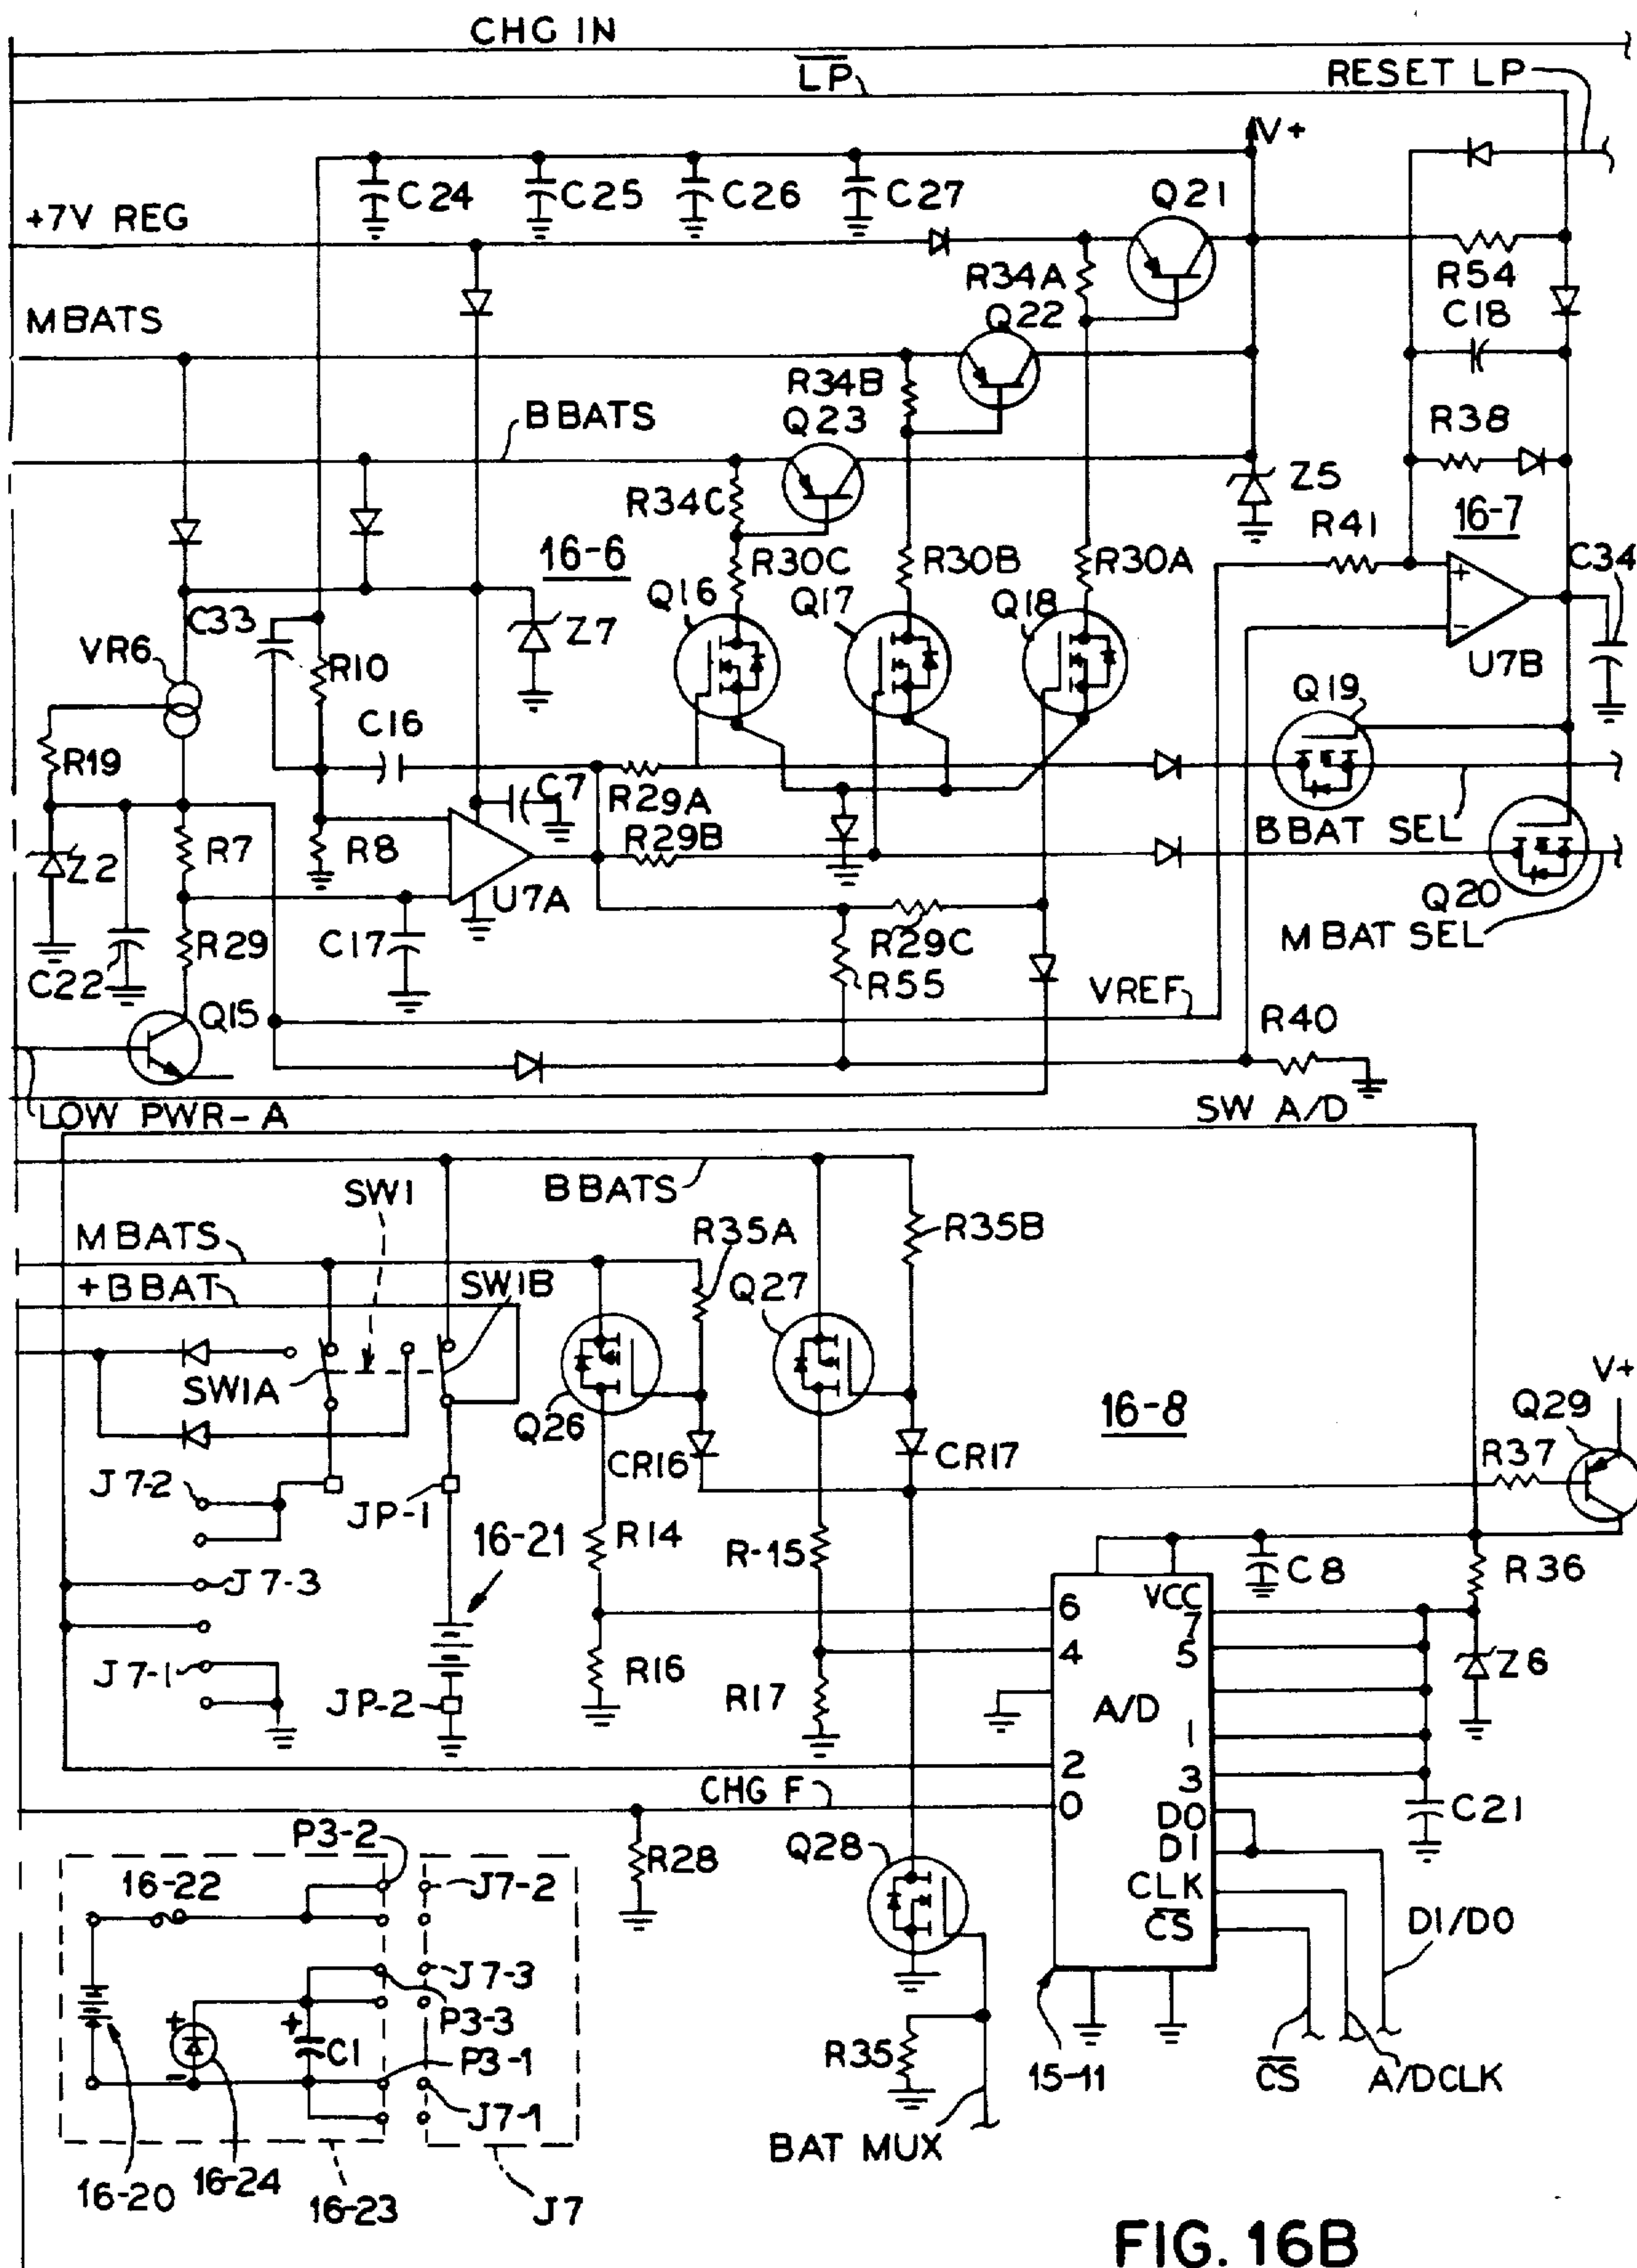 CHG IN
LP
RESET LP
V+
C24
C25
C26
C27
Q21
+7V REG
R34A
R54
Q22
C18
MBATS
R34B
Q23
R38
BBATS
R34C
Z5
16-7
16-6
R41
R30C
R30B
R30A
C34
Q16
Q17
Q18
C33
Z7
VR6
R10
+
-
U7B
Q19
C16
R19
C7
R29A
BBAT SEL
R7
R8
R29B
Z2
U7A
Q20
R29
C17
R29C
MBAT SEL
C22
R55
Q15
VREF
R40
LOW PWR-A
SW A/D
SW1
BBATS
R35A
R35B
MBATS
+BBAT
SW1B
Q27
SW1A
V+
Q26
16-8
Q29
CR16
CR17
R37
J7-2
JP-1
16-21
R14
R-15
C8
R36
J7-3
6
VCC
7
4
5
J7-1
R16
Z6
JP-2
R17
A/D
1
2
3
CHG F
0
D0
C21
P3-2
R28
Q28
D1
16-22
J7-2
CLK
CS
DI/DO
J7-3
P3-3
+
+
C1
P3-1
R35
15-11
CS
A/DCLK
-
J7-1
BAT MUX
16-20
16-24
16-23
J7
FIG. 16B